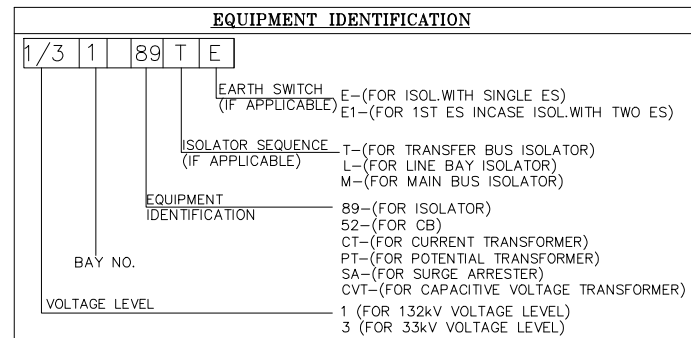 EQUIPMENT IDENTIFICATION
1/3 1 89 T E
EARTH SWITCH
(IF APPLICABLE)
E-(FOR ISOL.WITH SINGLE ES)
E1-(FOR 1ST ES INCASE ISOL.WITH TWO ES)
ISOLATOR SEQUENCE
(IF APPLICABLE)
T-(FOR TRANSFER BUS ISOLATOR)
L-(FOR LINE BAY ISOLATOR)
M-(FOR MAIN BUS ISOLATOR)
EQUIPMENT
IDENTIFICATION
89-(FOR ISOLATOR)
52-(FOR CB)
CT-(FOR CURRENT TRANSFORMER)
PT-(FOR POTENTIAL TRANSFORMER)
SA-(FOR SURGE ARRESTER)
CVT-(FOR CAPACITIVE VOLTAGE TRANSFORMER)
BAY NO.
VOLTAGE LEVEL
1 (FOR 132kV VOLTAGE LEVEL)
3 (FOR 33kV VOLTAGE LEVEL)